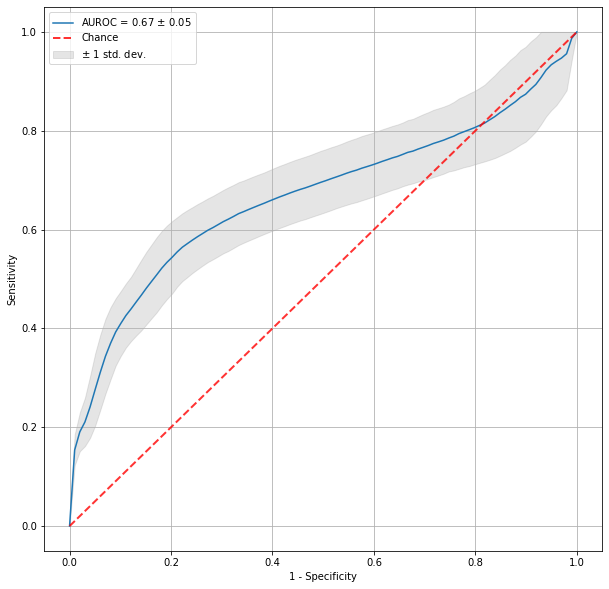 AUROC = 0.67 ± 0.05
Chance
± 1 std. dev.
1.0
0.8
0.6
0.4
0.2
0.0
Sensitivity
0.0 0.2 0.4 0.6 0.8 1.0
1 - Specificity